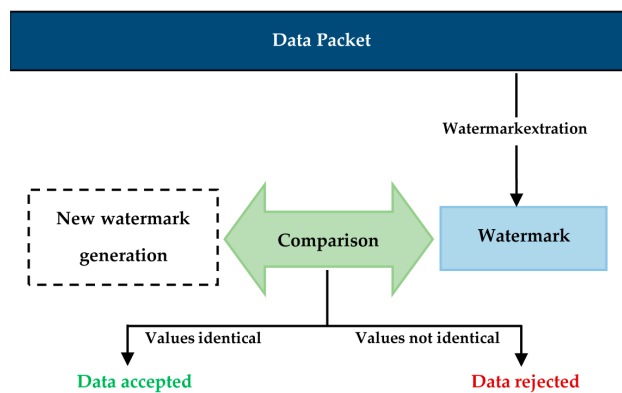 Data Packet
Watermarkextration
New watermark
generation
Comparison
Watermark
Values identical
Values not identical
Data accepted
Data rejected